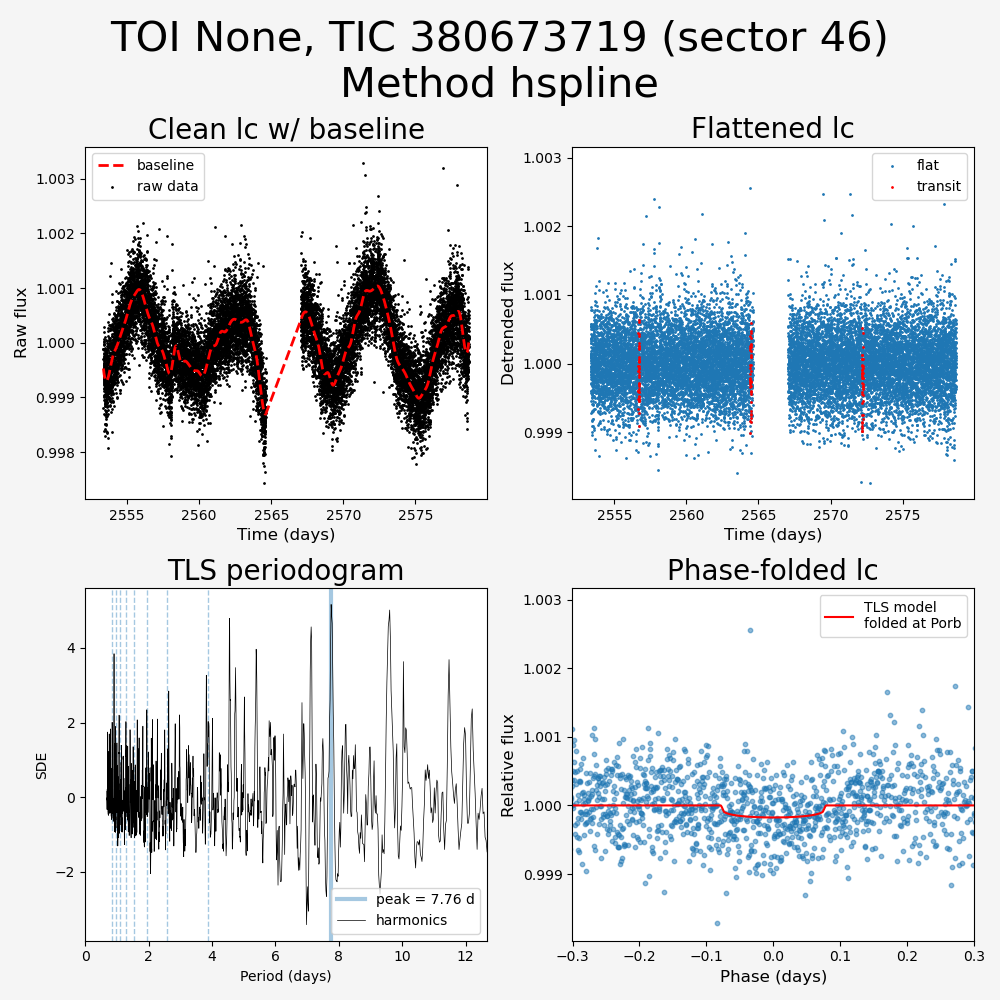 TOI None, TIC 380673719 (sector 46)
Method hspline
Clean lc w/ baseline
baseline
raw data
1.003
1.002
1.001
1.000
0.999
0.998
Raw flux
2555
2560
2565
2570
2575
Time (days)
Flattened lc
flat
transit
1.003
1.002
1.001
1.000
0.999
Detrended flux
2555
2560
2565
2570
2575
Time (days)
TLS periodogram
4
2
0
−2
SDE
peak = 7.76 d
harmonics
0
2
4
6
8
10
12
Period (days)
Phase-folded lc
TLS model
folded at Porb
1.003
1.002
1.001
1.000
0.999
Relative flux
−0.3
−0.2
−0.1
0.0
0.1
0.2
0.3
Phase (days)